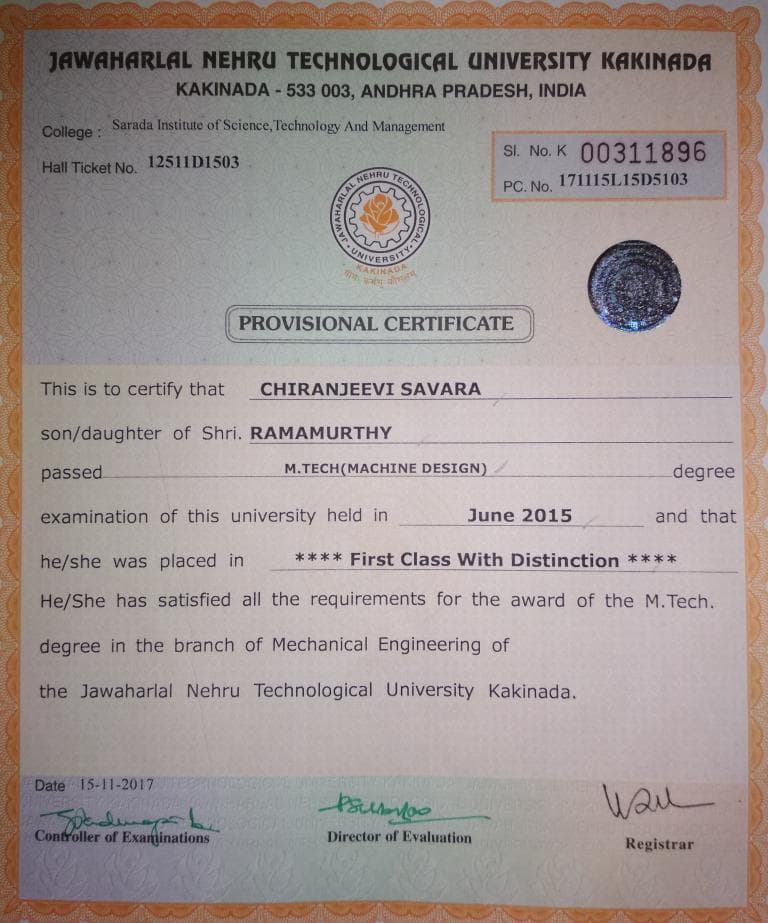 JAWAHARLAL NEHRU TECHNOLOGICAL UNIVERSITY KAKINADA
KAKINADA - 533 003, ANDHRA PRADESH, INDIA
College : Sarada Institute of Science,Technology And Management
Hall Ticket No. 12511D1503
Sl. No. K 00311896
PC. No. 171115L15D5103
JAWAHARLAL NEHRU TECHNOLOGICAL
UNIVERSITY
KAKINADA
PROVISIONAL CERTIFICATE
This is to certify that CHIRANJEEVI SAVARA
son/daughter of Shri. RAMAMURTHY
passed M.TECH(MACHINE DESIGN) degree
examination of this university held in June 2015 and that
he/she was placed in **** First Class With Distinction ****
He/She has satisfied all the requirements for the award of the M.Tech.
degree in the branch of Mechanical Engineering of
the Jawaharlal Nehru Technological University Kakinada.
Date 15-11-2017
Controller of Examinations
Director of Evaluation
Registrar